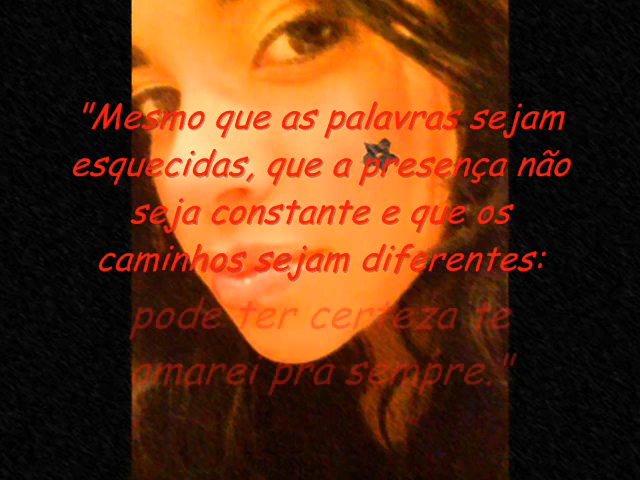 "Mesmo que as palavras sejam
esquecidas, que a presença não
seja constante e que os
caminhos sejam diferentes:
pode ter certeza te
amarei pra sempre."